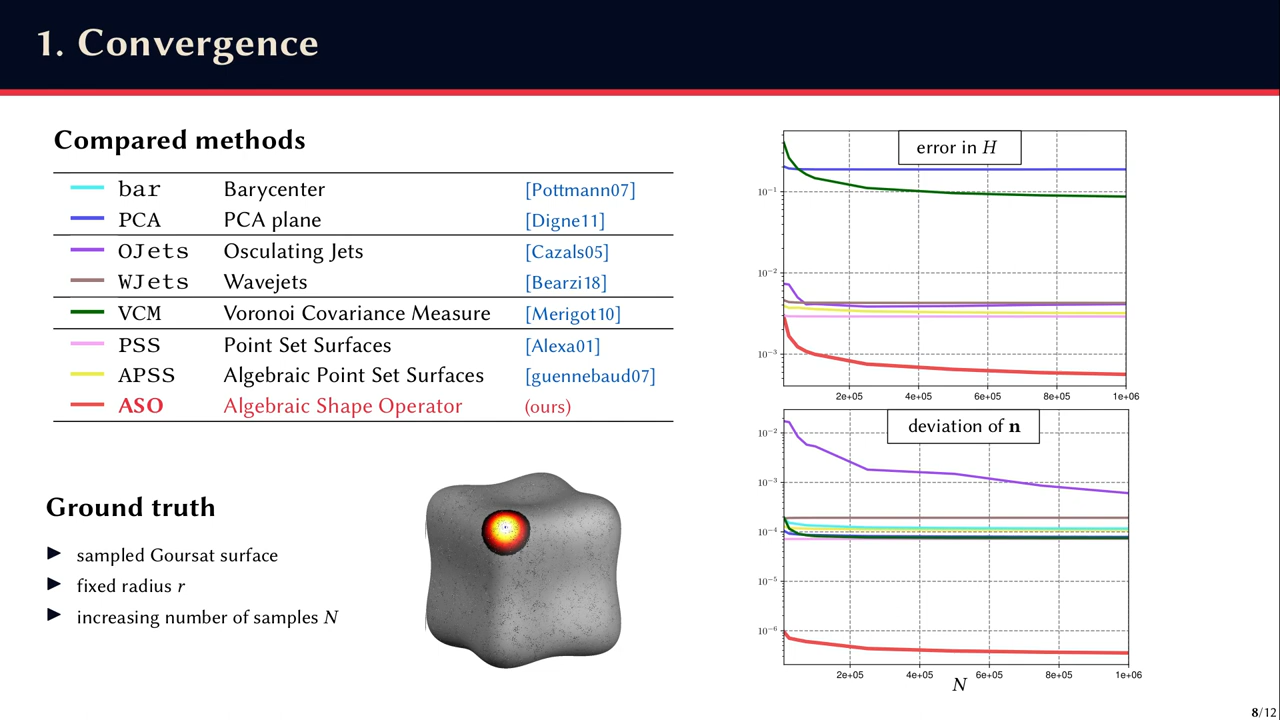 1. Convergence
Compared methods
bar Barycenter [Pottmann07]
PCA PCA plane [Digne11]
OJets Osculating Jets [Cazals05]
WJets Wavejets [Bearzi18]
VCM Voronoi Covariance Measure [Merigot10]
PSS Point Set Surfaces [Alexa01]
APSS Algebraic Point Set Surfaces [guennebaud07]
ASO Algebraic Shape Operator (ours)
Ground truth
► sampled Goursat surface
► fixed radius r
► increasing number of samples N
error in H
10⁻¹
10⁻²
10⁻³
2e+05 4e+05 6e+05 8e+05 1e+06
deviation of n
10⁻²
10⁻³
10⁻⁴
10⁻⁵
10⁻⁶
2e+05 4e+05 6e+05 8e+05 1e+06
N
8/12